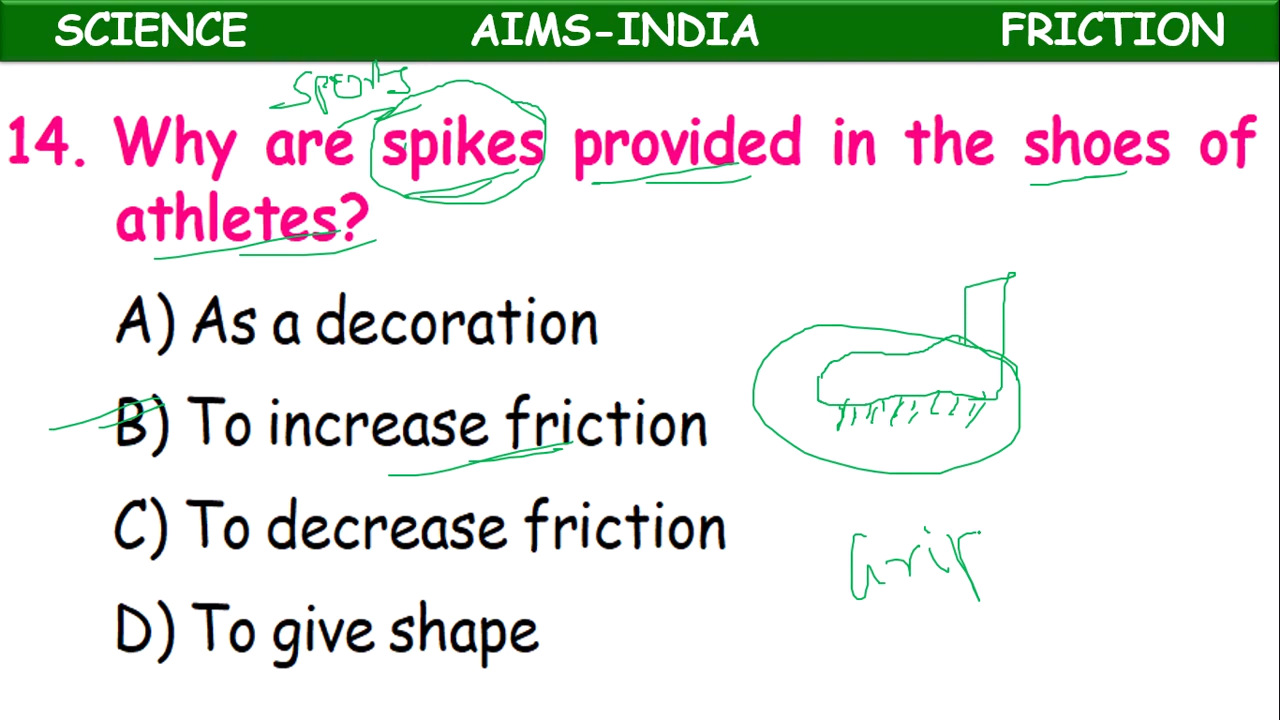 SCIENCE AIMS-INDIA FRICTION
sports
14. Why are spikes provided in the shoes of
athletes?
A) As a decoration
B) To increase friction
C) To decrease friction
D) To give shape
Grip